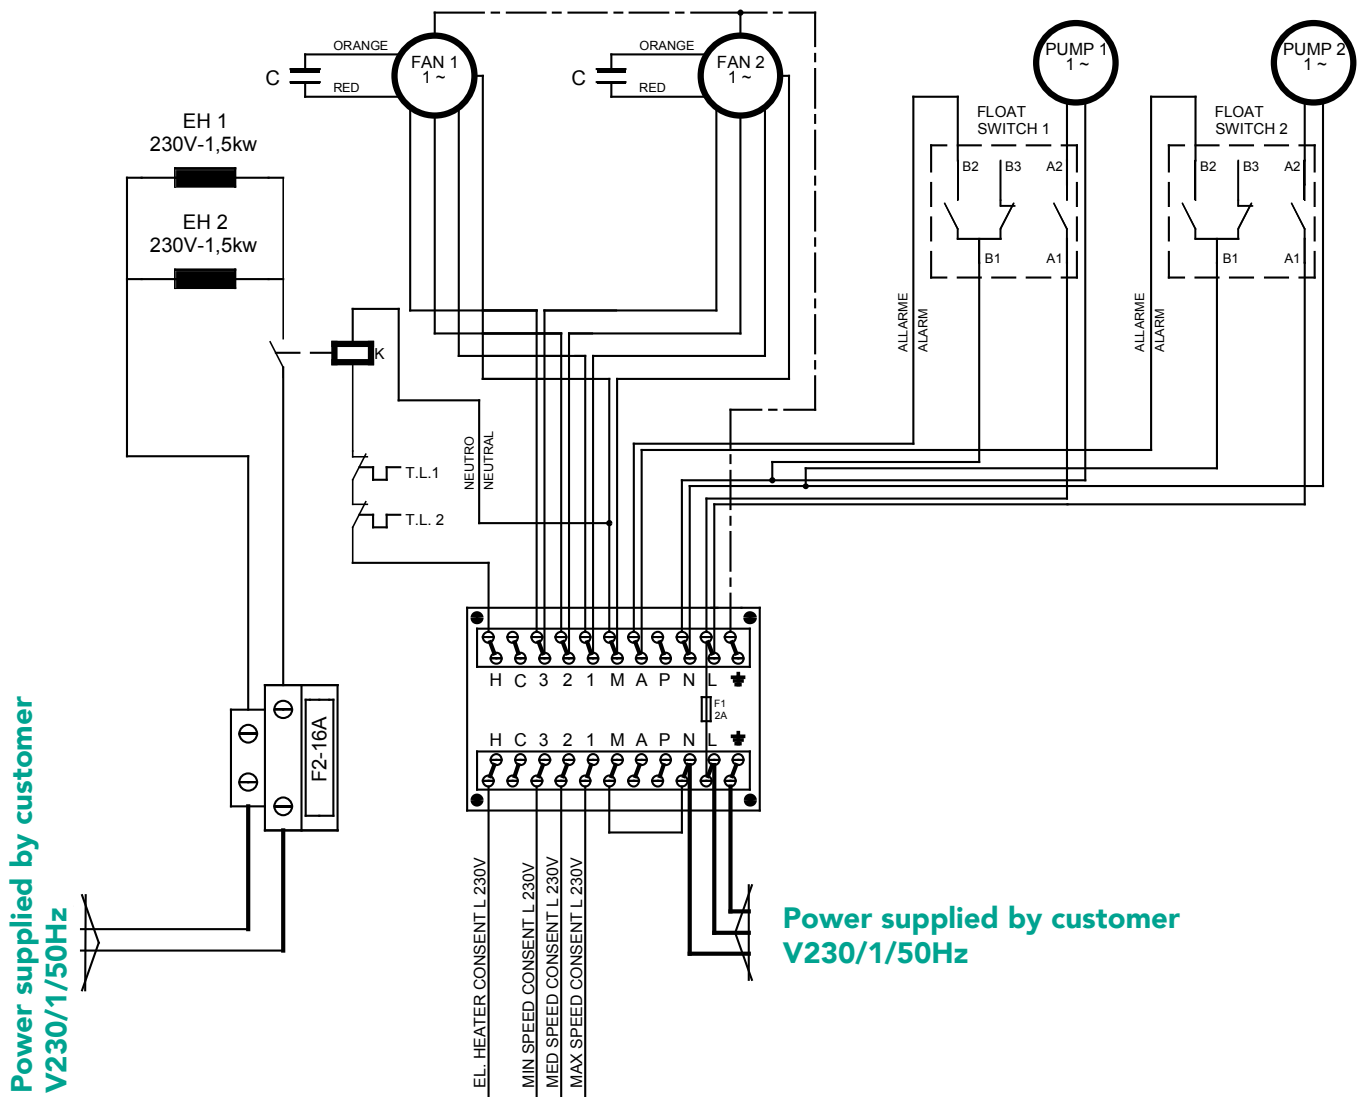 ORANGE
FAN 1
1 ~
C
RED
ORANGE
FAN 2
1 ~
C
RED
PUMP 1
1 ~
PUMP 2
1 ~
FLOAT
SWITCH 1
FLOAT
SWITCH 2
EH 1
230V-1,5kw
B2 B3 A2
B2 B3 A2
EH 2
230V-1,5kw
B1 A1
B1 A1
ALLARME
ALARM
ALLARME
ALARM
K
NEUTRO
NEUTRAL
T.L.1
T.L. 2
H C 3 2 1 M A P N L
F1
2A
H C 3 2 1 M A P N L
F2-16A
Power supplied by customer
V230/1/50Hz
EL. HEATER CONSENT L 230V
MIN SPEED CONSENT L 230V
MED SPEED CONSENT L 230V
MAX SPEED CONSENT L 230V
Power supplied by customer
V230/1/50Hz